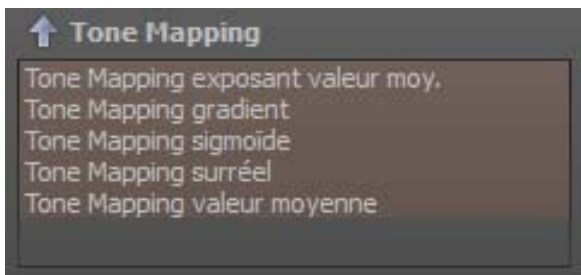 Tone Mapping
Tone Mapping exposant valeur moy.
Tone Mapping gradient
Tone Mapping sigmoïde
Tone Mapping surréel
Tone Mapping valeur moyenne